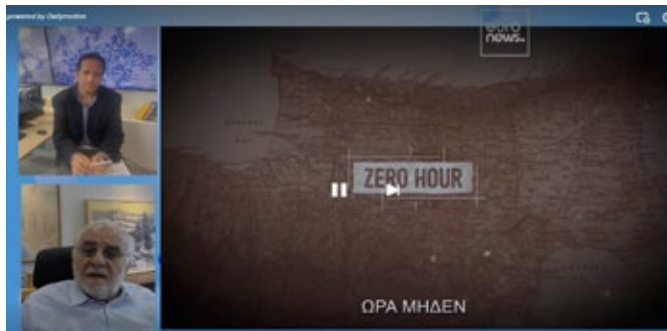 powered by Dailymotion
euro
news.
ZERO HOUR
ΩΡΑ ΜΗΔΕΝ